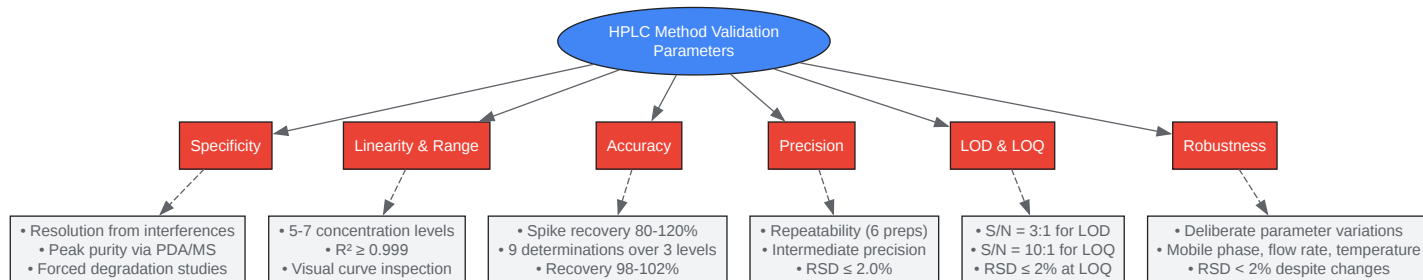 HPLC Method Validation
Parameters
Specificity
Linearity & Range
Accuracy
Precision
LOD & LOQ
Robustness
• Resolution from interferences
• Peak purity via PDA/MS
• Forced degradation studies
• 5-7 concentration levels
• R² ≥ 0.999
• Visual curve inspection
• Spike recovery 80-120%
• 9 determinations over 3 levels
• Recovery 98-102%
• Repeatability (6 preps)
• Intermediate precision
• RSD ≤ 2.0%
• S/N = 3:1 for LOD
• S/N = 10:1 for LOQ
• RSD ≤ 2% at LOQ
• Deliberate parameter variations
• Mobile phase, flow rate, temperature
• RSD < 2% despite changes